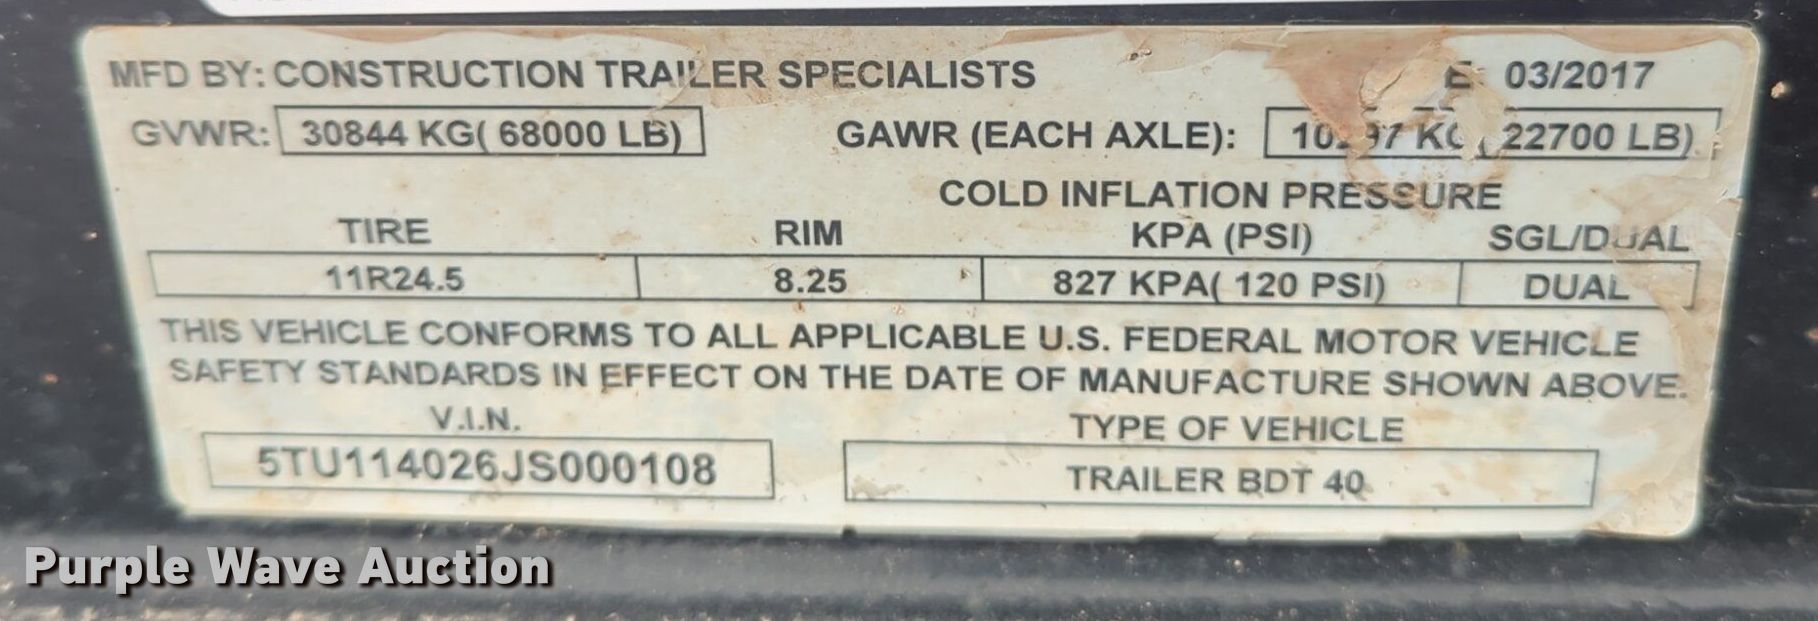 MFD BY: CONSTRUCTION TRAILER SPECIALISTS 03/2017
GVWR: 30844 KG( 68000 LB) GAWR (EACH AXLE): 22700 LB)
COLD INFLATION PRESSURE
TIRE RIM KPA (PSI) SGL/DUAL
11R24.5 8.25 827 KPA( 120 PSI) DUAL
THIS VEHICLE CONFORMS TO ALL APPLICABLE U.S. FEDERAL MOTOR VEHICLE
SAFETY STANDARDS IN EFFECT ON THE DATE OF MANUFACTURE SHOWN ABOVE.
V.I.N. TYPE OF VEHICLE
5TU114026JS000108 TRAILER BDT 40
Purple Wave Auction